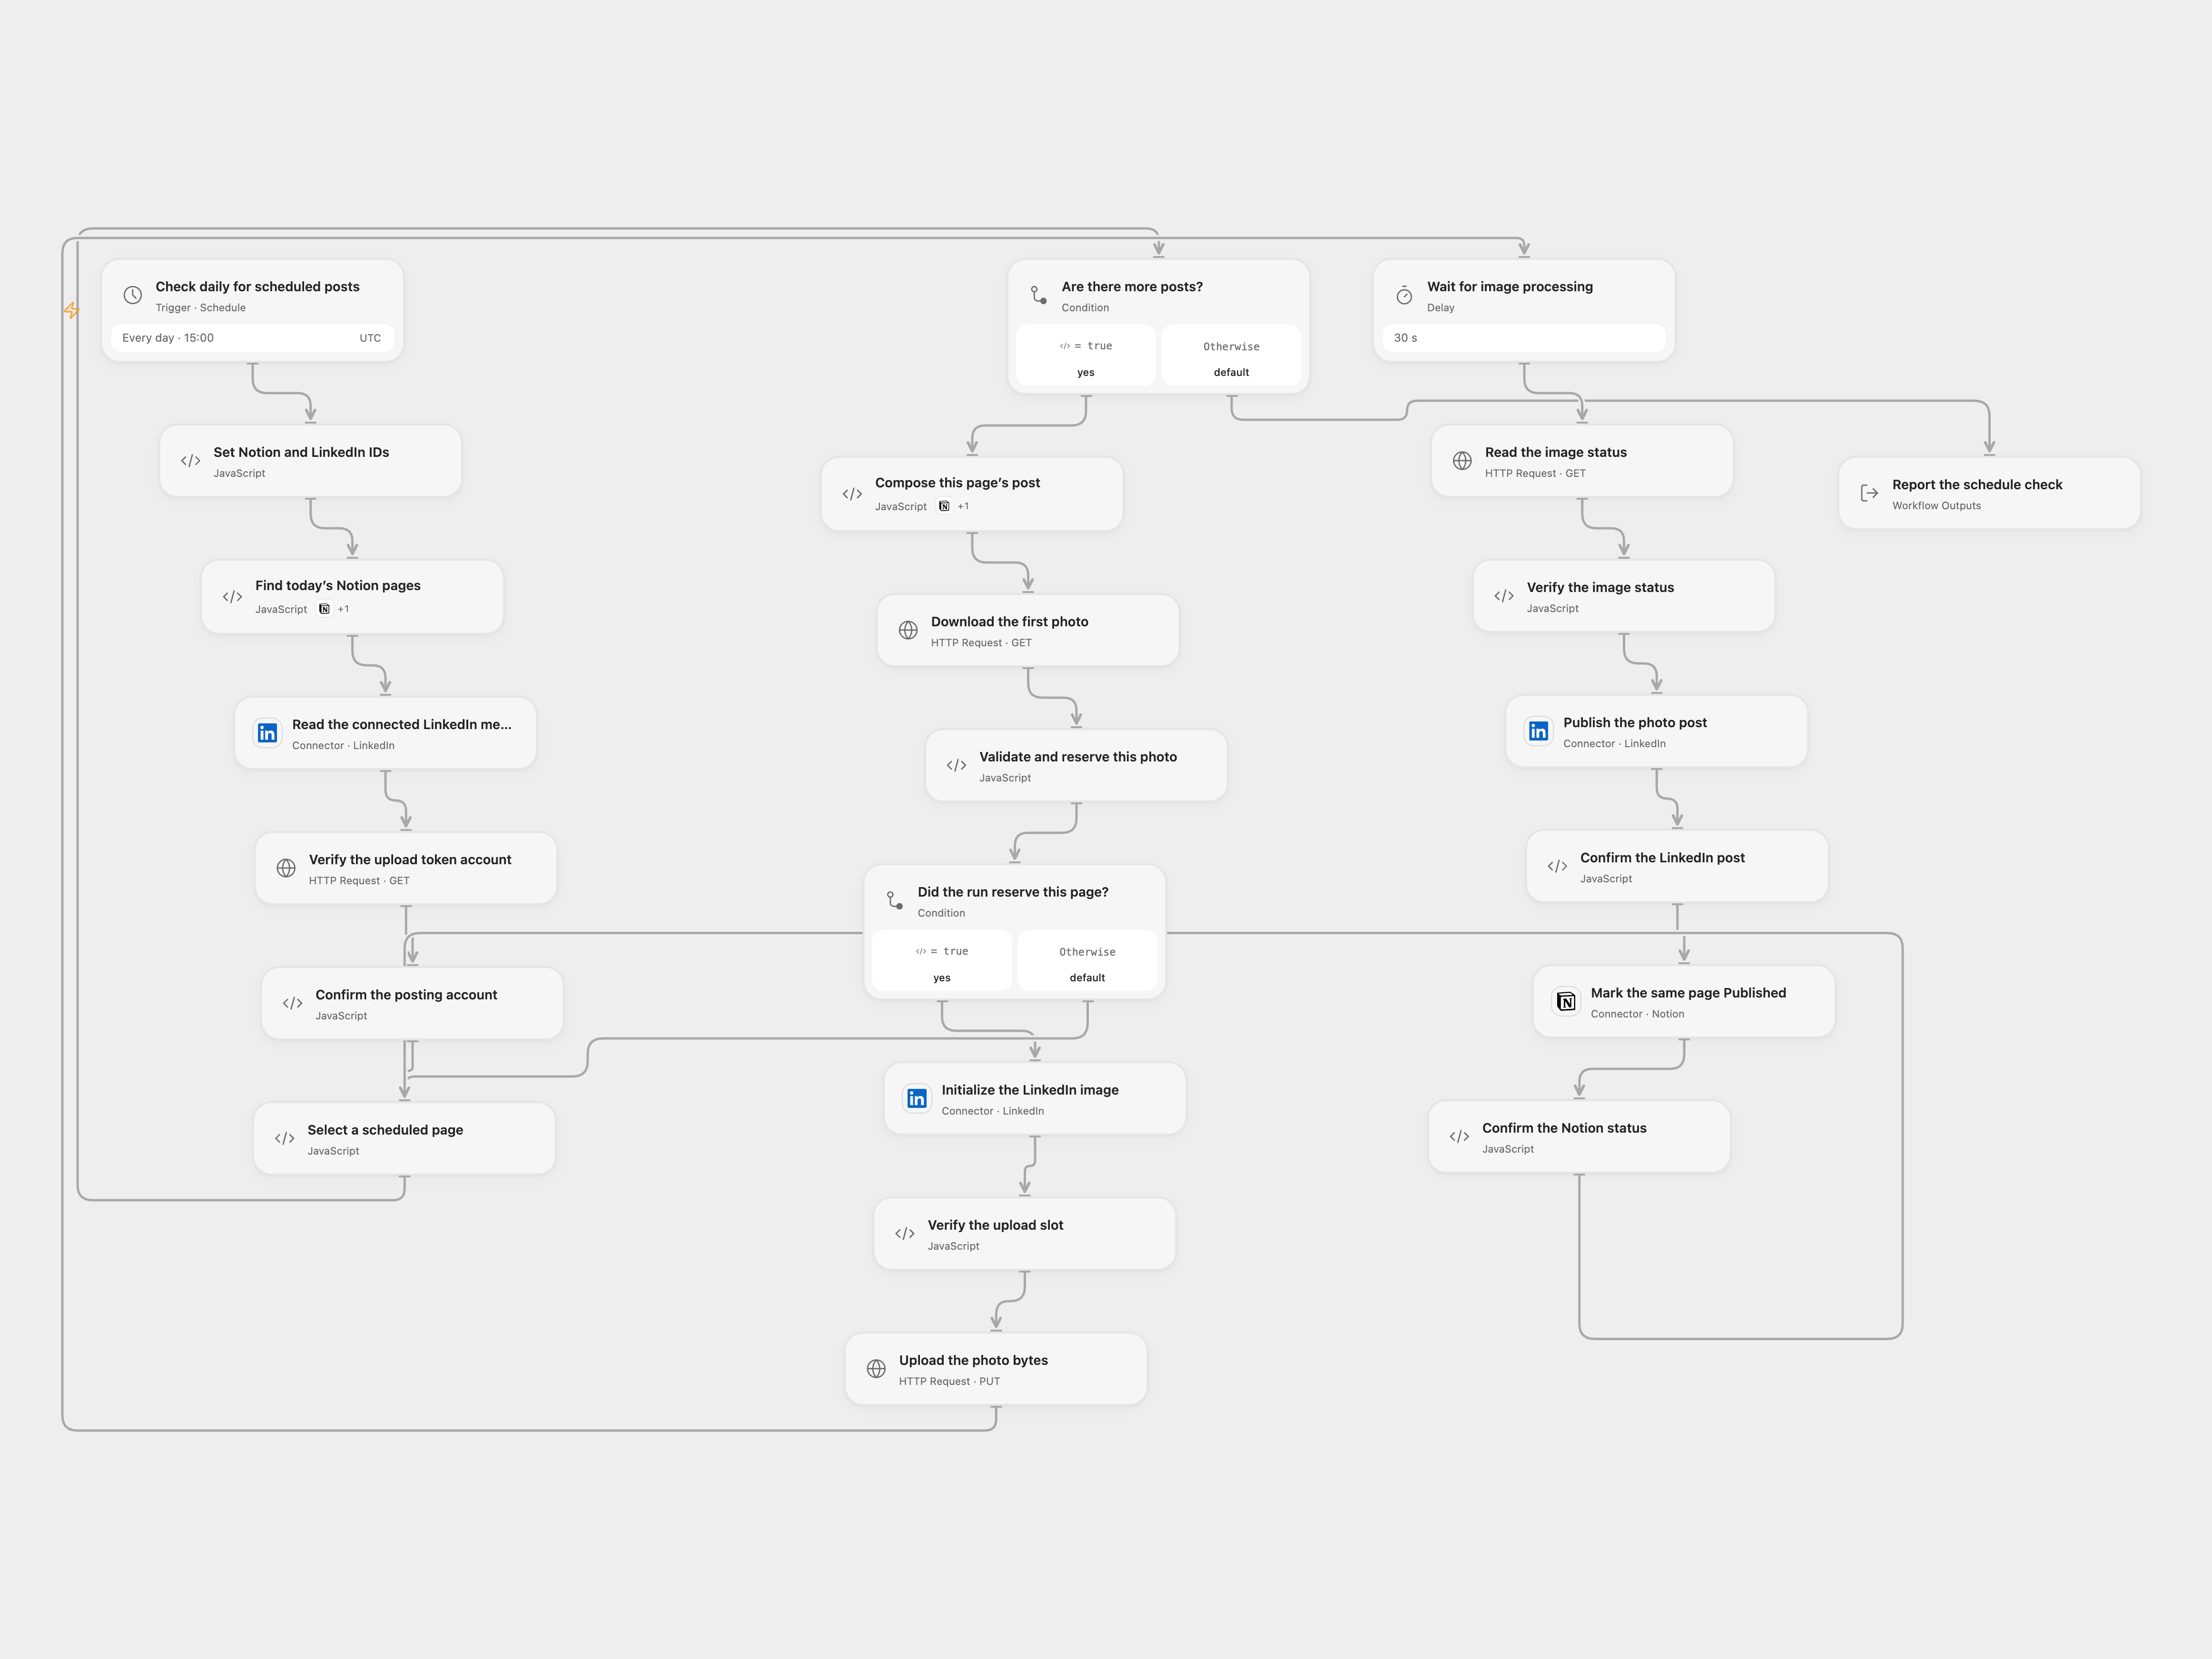 Check daily for scheduled posts
Trigger · Schedule
Every day · 15:00 UTC
Set Notion and LinkedIn IDs
JavaScript
Find today’s Notion pages
JavaScript +1
Read the connected LinkedIn me...
Connector · LinkedIn
Verify the upload token account
HTTP Request · GET
Confirm the posting account
JavaScript
Select a scheduled page
JavaScript
Are there more posts?
Condition
</> = true
yes
Otherwise
default
Compose this page’s post
JavaScript +1
Download the first photo
HTTP Request · GET
Validate and reserve this photo
JavaScript
Did the run reserve this page?
Condition
</> = true
yes
Otherwise
default
Initialize the LinkedIn image
Connector · LinkedIn
Verify the upload slot
JavaScript
Upload the photo bytes
HTTP Request · PUT
Wait for image processing
Delay
30 s
Read the image status
HTTP Request · GET
Verify the image status
JavaScript
Publish the photo post
Connector · LinkedIn
Confirm the LinkedIn post
JavaScript
Mark the same page Published
Connector · Notion
Confirm the Notion status
JavaScript
Report the schedule check
Workflow Outputs